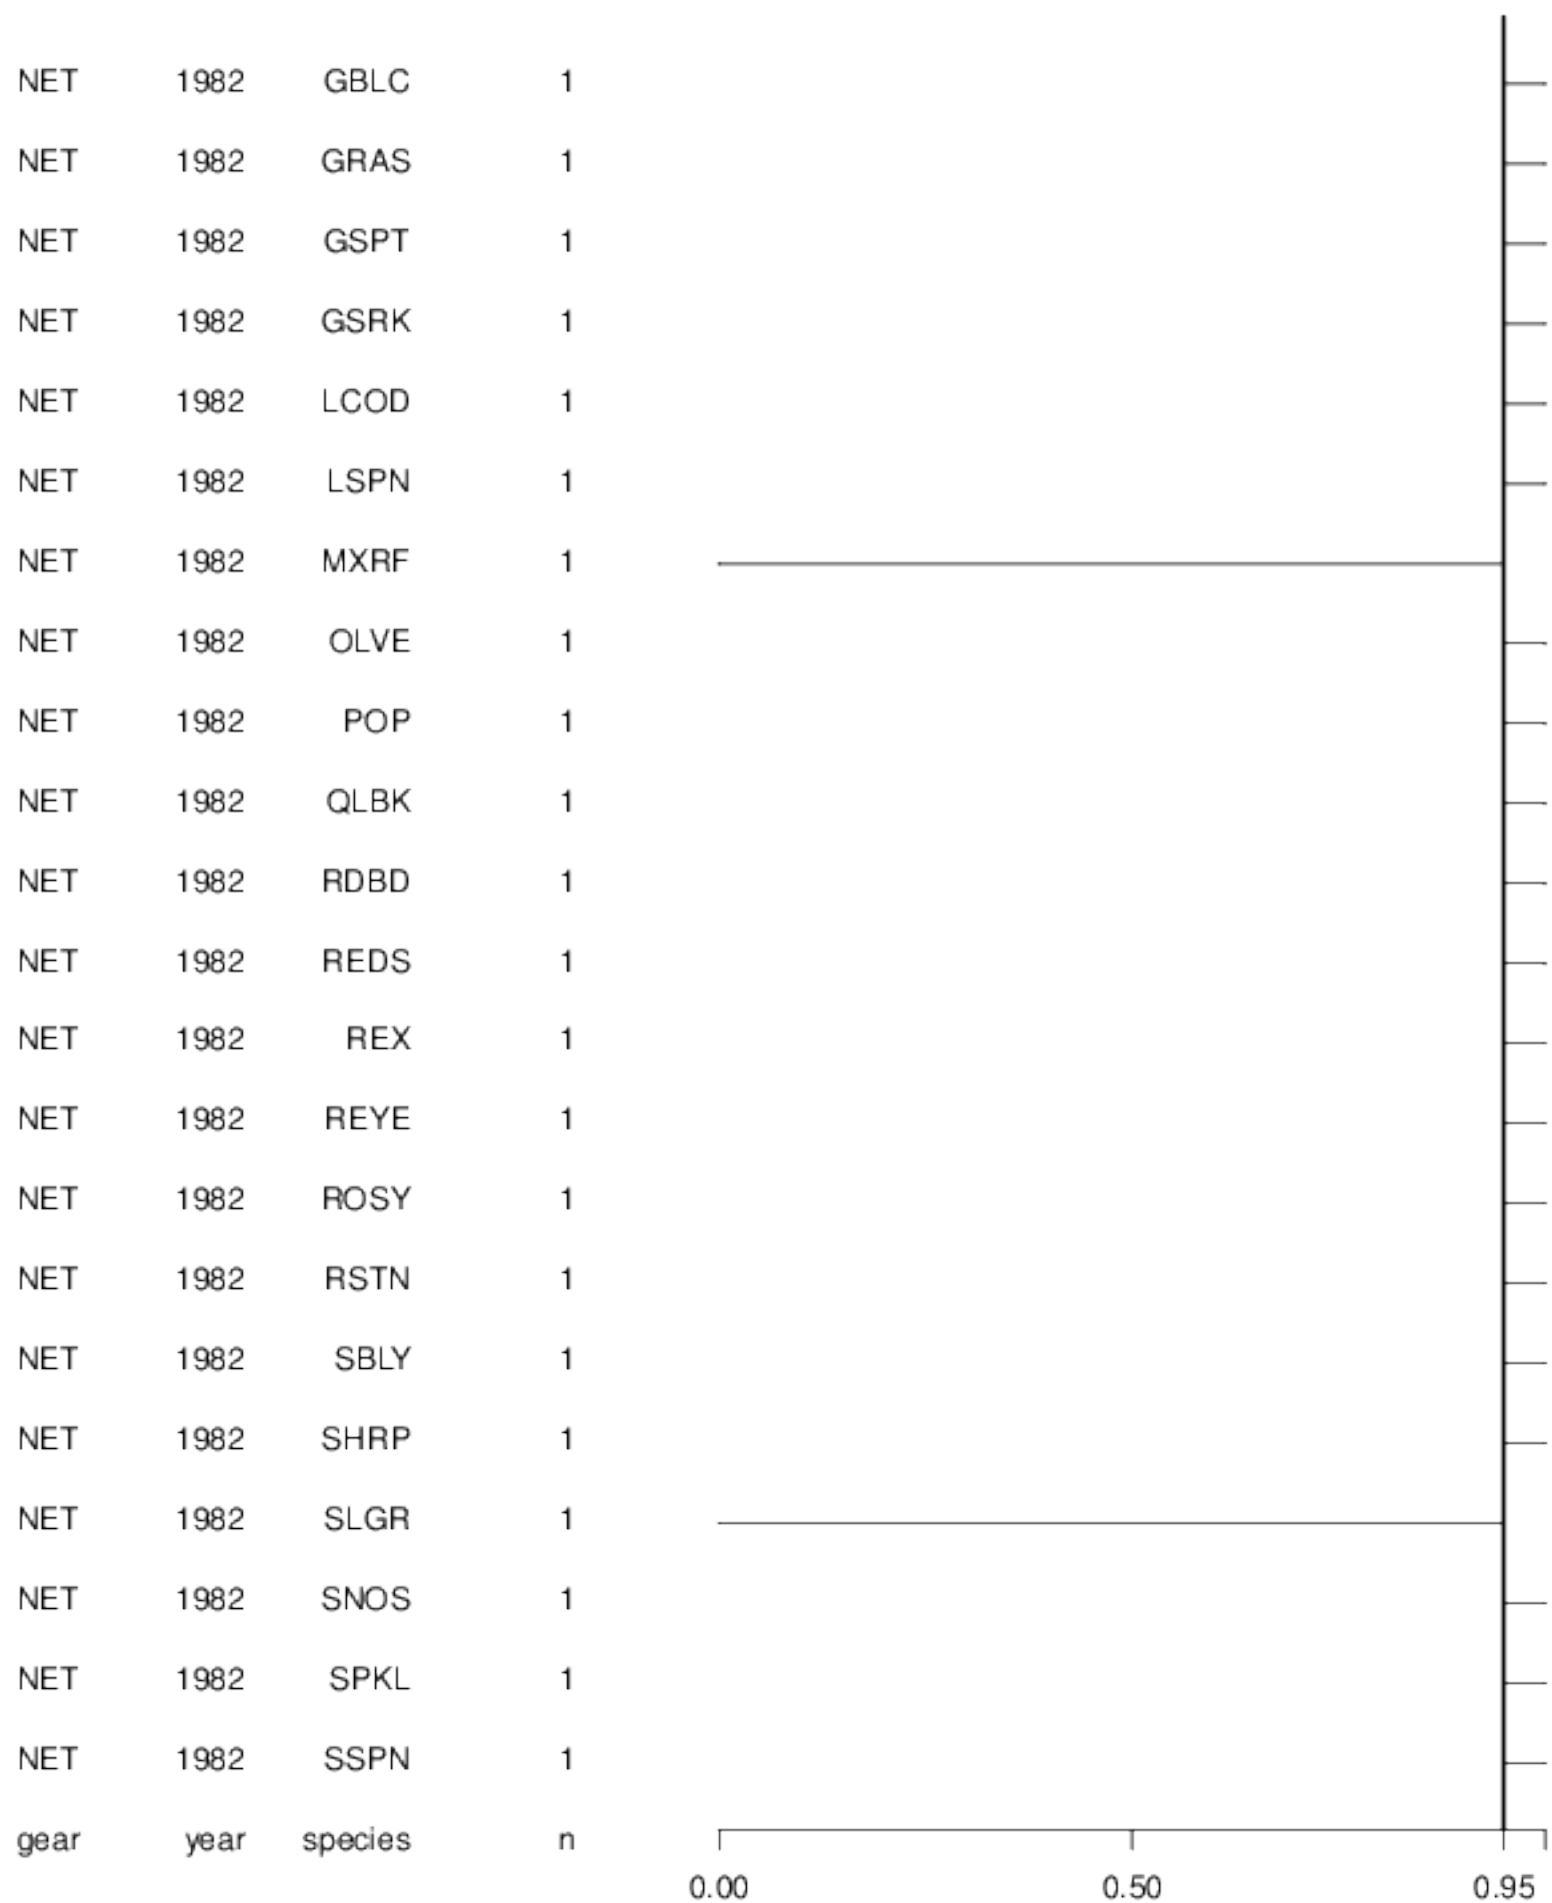 NET 1982 GBLC 1
NET 1982 GRAS 1
NET 1982 GSPT 1
NET 1982 GSRK 1
NET 1982 LCOD 1
NET 1982 LSPN 1
NET 1982 MXRF 1
NET 1982 OLVE 1
NET 1982 POP 1
NET 1982 QLBK 1
NET 1982 RDBD 1
NET 1982 REDS 1
NET 1982 REX 1
NET 1982 REYE 1
NET 1982 ROSY 1
NET 1982 RSTN 1
NET 1982 SBLY 1
NET 1982 SHRP 1
NET 1982 SLGR 1
NET 1982 SNOS 1
NET 1982 SPKL 1
NET 1982 SSPN 1
gear year species n
0.00 0.50 0.95